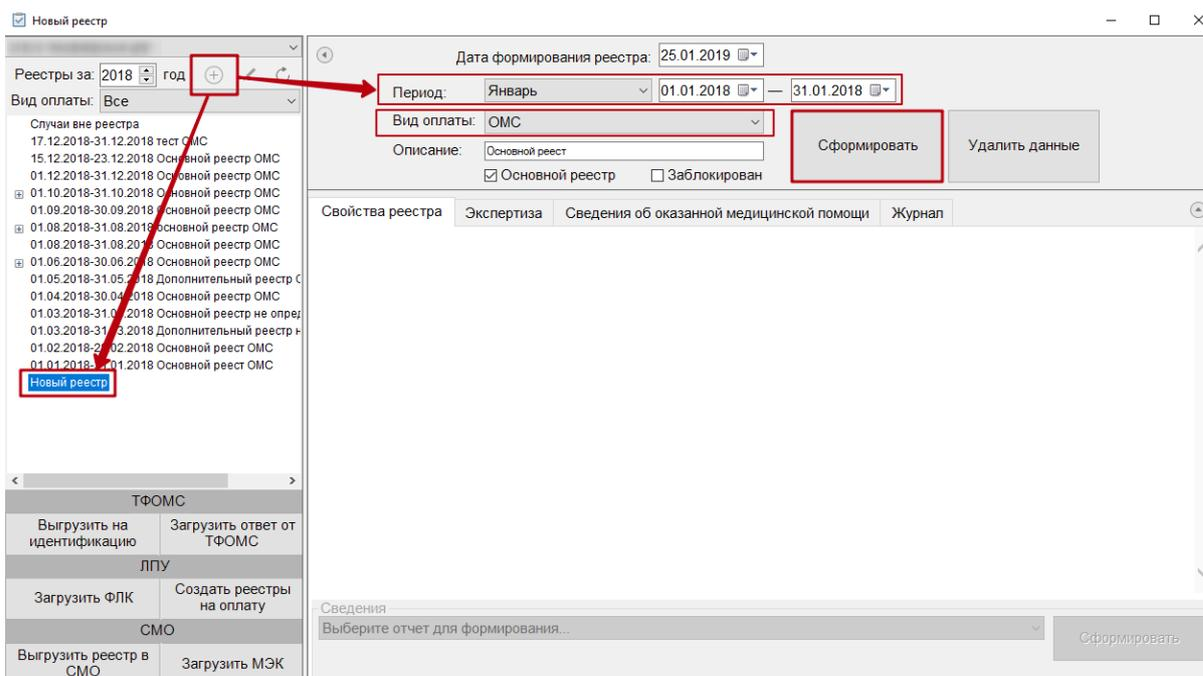 Новый реестр
Реестры за: 2018 год
Вид оплаты: Все
Случаи вне реестра
17.12.2018-31.12.2018 тест ОМС
15.12.2018-23.12.2018 Основной реестр ОМС
01.12.2018-31.12.2018 Основной реестр ОМС
01.10.2018-31.10.2018 Основной реестр ОМС
01.09.2018-30.09.2018 Основной реестр ОМС
01.08.2018-31.08.2018 основной реестр ОМС
01.08.2018-31.08.2018 Основной реестр ОМС
01.06.2018-30.06.2018 Основной реестр ОМС
01.05.2018-31.05.2018 Дополнительный реестр О
01.04.2018-30.04.2018 Основной реестр ОМС
01.03.2018-31.03.2018 Основной реестр не опред
01.03.2018-31.03.2018 Дополнительный реестр н
01.02.2018-28.02.2018 Основной реест ОМС
01.01.2018-31.01.2018 Основной реест ОМС
Новый реестр
ТФОМС
Выгрузить на
идентификацию
Загрузить ответ от
ТФОМС
ЛПУ
Загрузить ФЛК
Создать реестры
на оплату
СМО
Выгрузить реестр в
СМО
Загрузить МЭК
Дата формирования реестра: 25.01.2019
Период: Январь 01.01.2018 — 31.01.2018
Вид оплаты: ОМС
Описание: Основной реест
Основной реестр Заблокирован
Сформировать
Удалить данные
Свойства реестра Экспертиза Сведения об оказанной медицинской помощи Журнал
Сведения
Выберите отчет для формирования...
Сформировать